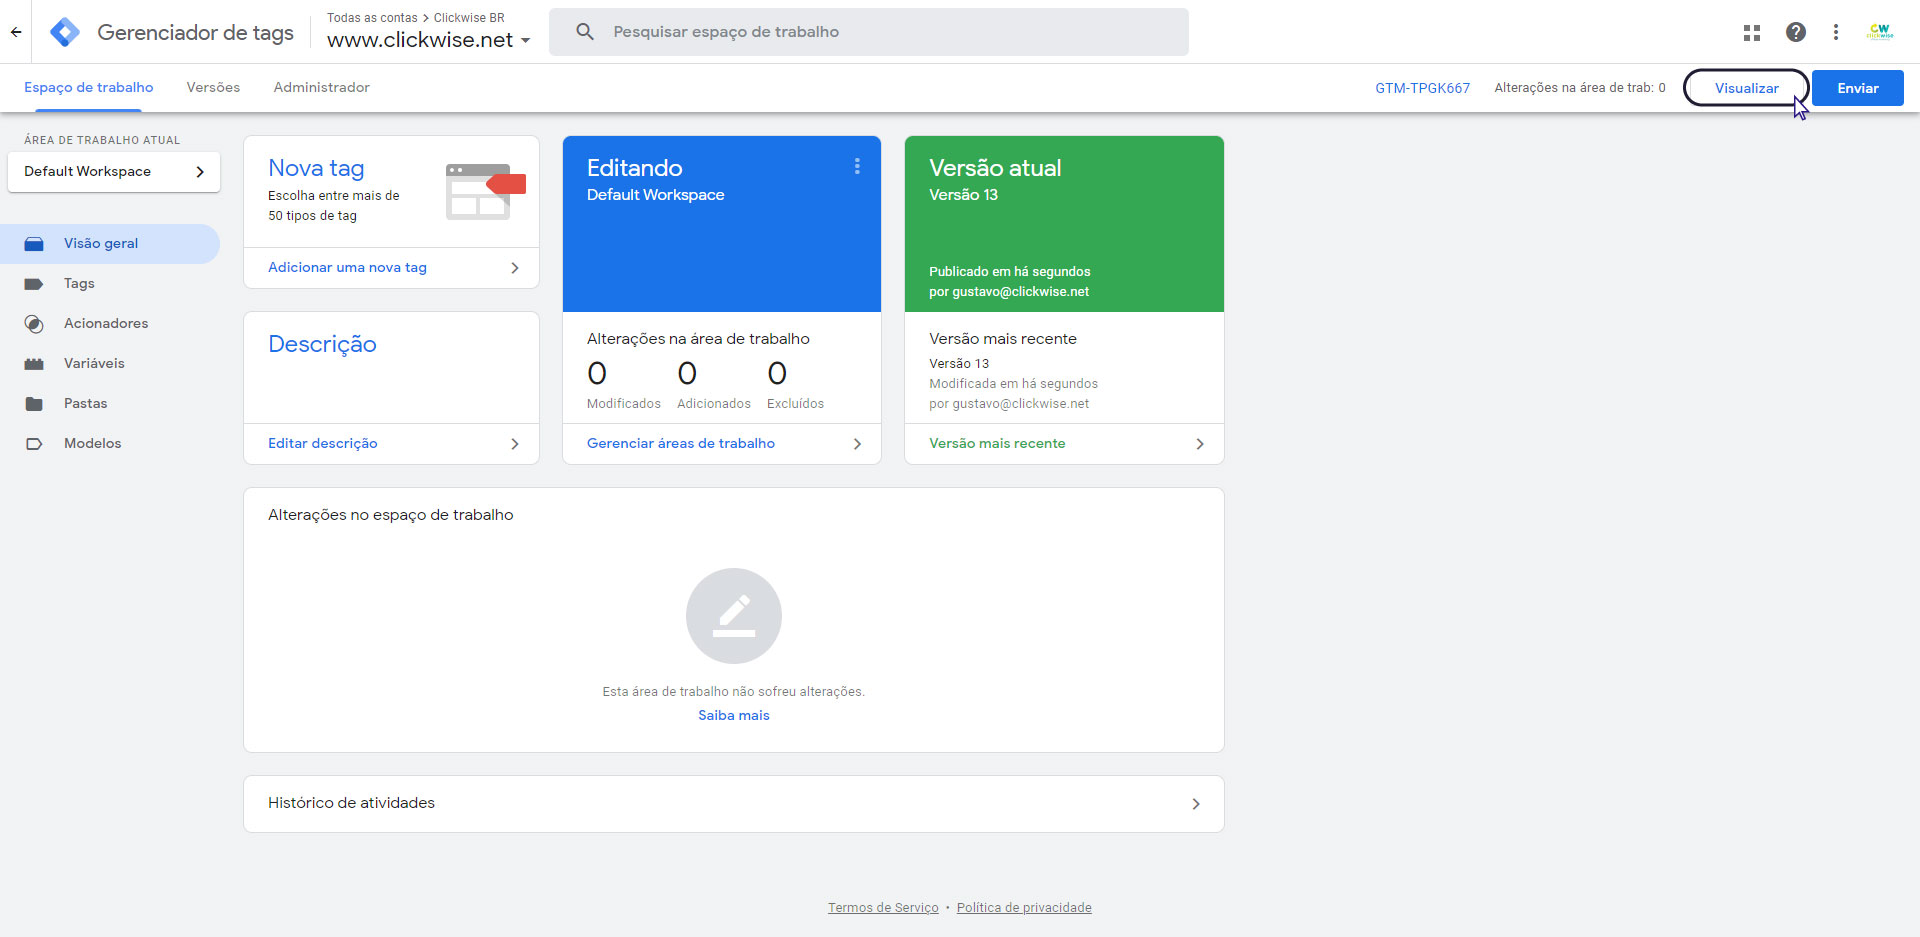 Gerenciador de tags
Todas as contas > Clickwise BR
www.clickwise.net
Pesquisar espaço de trabalho
CW
clickwise
Espaço de trabalho
Versões
Administrador
GTM-TPGK667
Alterações na área de trab: 0
Visualizar
Enviar
ÁREA DE TRABALHO ATUAL
Default Workspace
Visão geral
Tags
Acionadores
Variáveis
Pastas
Modelos
Nova tag
Escolha entre mais de
50 tipos de tag
Adicionar uma nova tag
Descrição
Editar descrição
Editando
Default Workspace
Alterações na área de trabalho
0 0 0
Modificados Adicionados Excluídos
Gerenciar áreas de trabalho
Versão atual
Versão 13
Publicado em há segundos
por gustavo@clickwise.net
Versão mais recente
Versão 13
Modificada em há segundos
por gustavo@clickwise.net
Versão mais recente
Alterações no espaço de trabalho
Esta área de trabalho não sofreu alterações.
Saiba mais
Histórico de atividades
Termos de Serviço • Política de privacidade